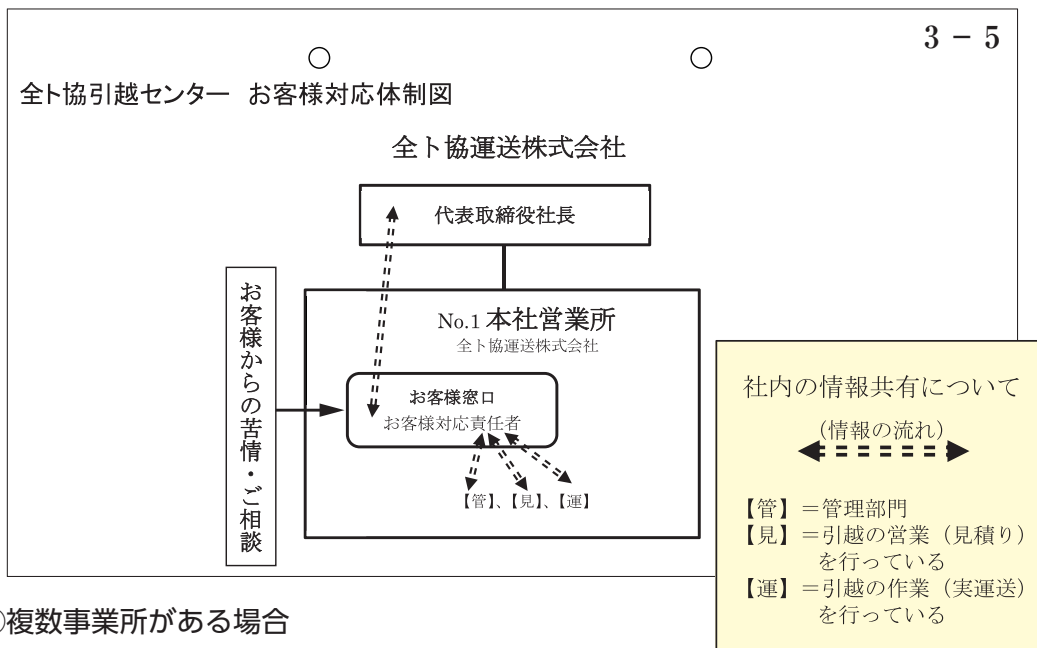 3－5
全ト協引越センター お客様対応体制図
全ト協運送株式会社
代表取締役社長
お客様からの苦情・ご相談
No.1 本社営業所
全ト協運送株式会社
お客様窓口
お客様対応責任者
【管】、【見】、【運】
社内の情報共有について
（情報の流れ）
【管】＝管理部門
【見】＝引越の営業（見積り）
を行っている
【運】＝引越の作業（実運送）
を行っている
複数事業所がある場合